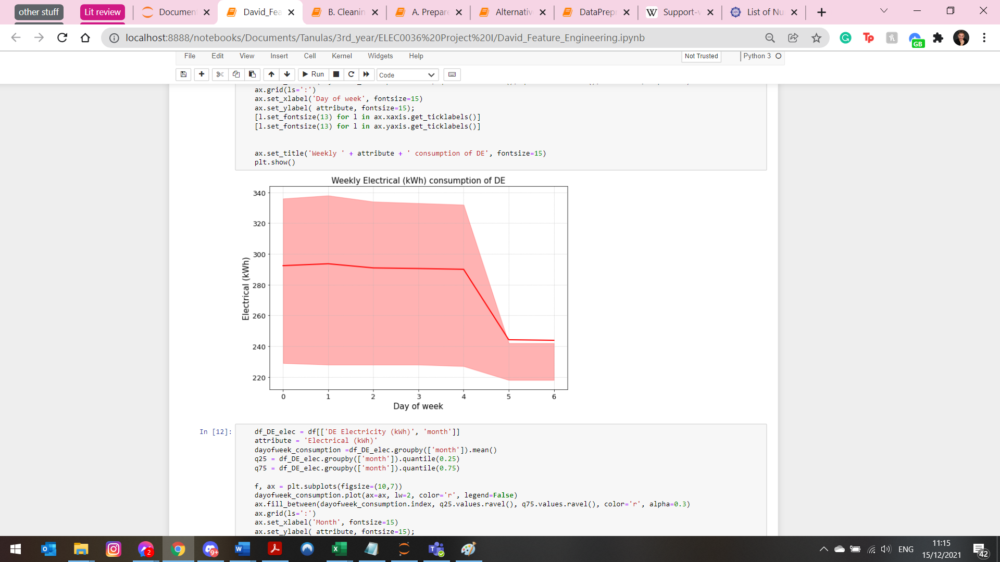 other stuff
Lit review
Documen
David_Fea
B. Cleanin
A. Prepare
Alternativ
DataPrep
Support-v
List of Nu
localhost:8888/notebooks/Documents/Tanulas/3rd_year/ELEC0036%20Project%20I/David_Feature_Engineering.ipynb
GB
File Edit View Insert Cell Kernel Widgets Help
Not Trusted
Python 3
Run
Code
ax.grid(ls=':')
ax.set_xlabel('Day of week', fontsize=15)
ax.set_ylabel( attribute, fontsize=15);
[l.set_fontsize(13) for l in ax.xaxis.get_ticklabels()]
[l.set_fontsize(13) for l in ax.yaxis.get_ticklabels()]
ax.set_title('Weekly ' + attribute + ' consumption of DE', fontsize=15)
plt.show()
Weekly Electrical (kWh) consumption of DE
340
320
300
280
260
240
220
Electrical (kWh)
0 1 2 3 4 5 6
Day of week
In [12]:
df_DE_elec = df[['DE Electricity (kWh)', 'month']]
attribute = 'Electrical (kWh)'
dayofweek_consumption =df_DE_elec.groupby(['month']).mean()
q25 = df_DE_elec.groupby(['month']).quantile(0.25)
q75 = df_DE_elec.groupby(['month']).quantile(0.75)
f, ax = plt.subplots(figsize=(10,7))
dayofweek_consumption.plot(ax=ax, lw=2, color='r', legend=False)
ax.fill_between(dayofweek_consumption.index, q25.values.ravel(), q75.values.ravel(), color='r', alpha=0.3)
ax.grid(ls=':')
ax.set_xlabel('Month', fontsize=15)
ax.set_ylabel( attribute, fontsize=15);
2
9+
ENG
11:15
15/12/2021
42